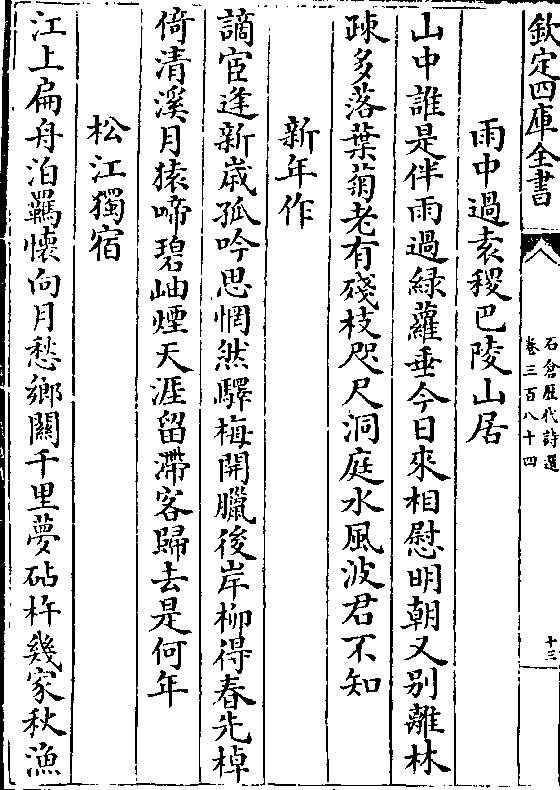 欽定四庫全書
石倉歷代詩選
卷三百八十四
十三
雨中過袁稷巴陵山居
山中誰是伴雨過綠蘿垂今日來相慰明朝又别離林
踈多落葉菊老有殘枝咫尺洞庭水風波君不知
新年作
謫宦逢新歲孤吟思惘然驛梅開臘後岸柳得春先棹
倚清溪月猿啼碧岫煙天涯留滯客歸去是何年
松江獨宿
江上扁舟泊羈懷向月愁鄉關千里夢砧杵幾家秋漁